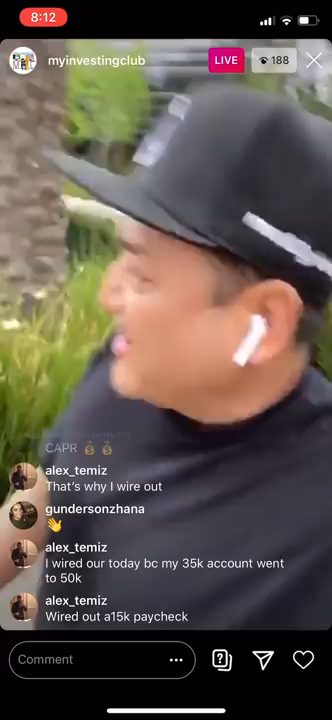 8:12
myinvestingclub
LIVE
188
CAPR 💰 💰
alex_temiz
That's why I wire out
gundersonzhana
👋
alex_temiz
I wired our today bc my 35k account went
to 50k
alex_temiz
Wired out a15k paycheck
Comment